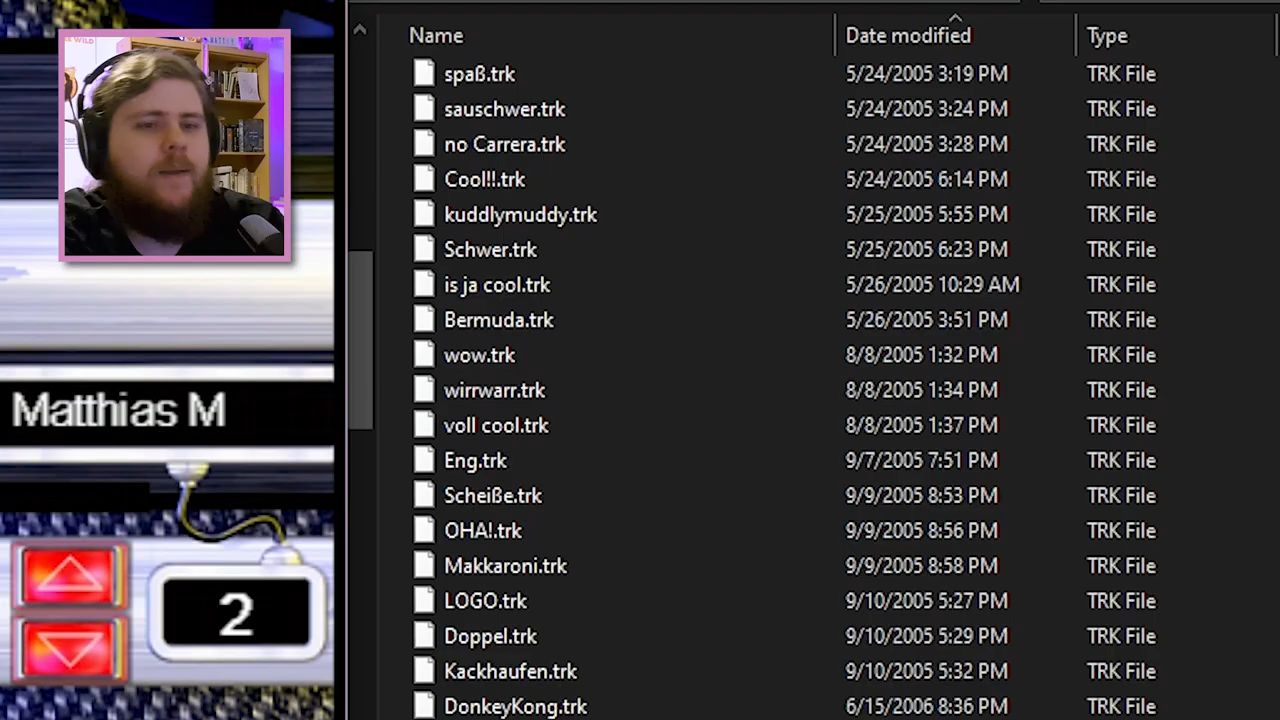 Name Date modified Type
spaß.trk 5/24/2005 3:19 PM TRK File
sauschwer.trk 5/24/2005 3:24 PM TRK File
no Carrera.trk 5/24/2005 3:28 PM TRK File
Cool!!.trk 5/24/2005 6:14 PM TRK File
kuddlymuddy.trk 5/25/2005 5:55 PM TRK File
Schwer.trk 5/25/2005 6:23 PM TRK File
is ja cool.trk 5/26/2005 10:29 AM TRK File
Bermuda.trk 5/26/2005 3:51 PM TRK File
wow.trk 8/8/2005 1:32 PM TRK File
wirrwarr.trk 8/8/2005 1:34 PM TRK File
voll cool.trk 8/8/2005 1:37 PM TRK File
Eng.trk 9/7/2005 7:51 PM TRK File
Scheiße.trk 9/9/2005 8:53 PM TRK File
OHA!.trk 9/9/2005 8:56 PM TRK File
Makkaroni.trk 9/9/2005 8:58 PM TRK File
LOGO.trk 9/10/2005 5:27 PM TRK File
Doppel.trk 9/10/2005 5:29 PM TRK File
Kackhaufen.trk 9/10/2005 5:32 PM TRK File
DonkeyKong.trk 6/15/2006 8:36 PM TRK File
Matthias M
2